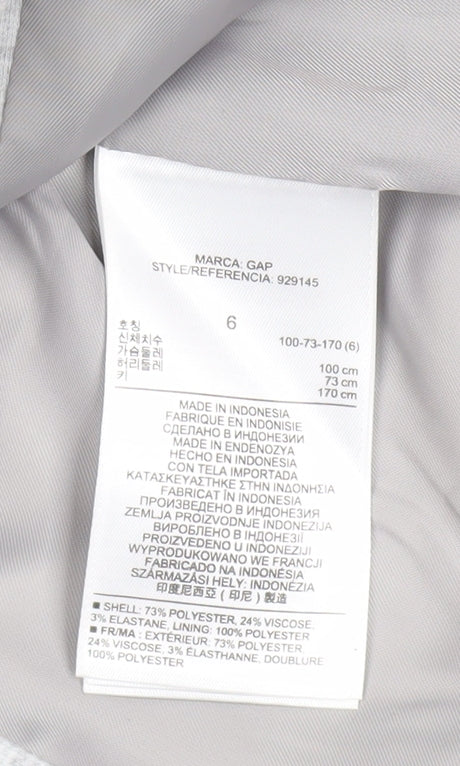 MARCA: GAP
STYLE/REFERENCIA: 929145
호칭 6
신체치수 100-73-170 (6)
가슴둘레 100 cm
허리둘레 73 cm
키 170 cm
MADE IN INDONESIA
FABRIQUE EN INDONISIE
СДЕЛАНО В ИНДОНЕЗИИ
MADE IN ENDENOZYA
HECHO EN INDONESIA
CON TELA IMPORTADA
ΚΑΤΑΣΚΕΥΑΣΤΗΚΕ ΣΤΗΝ ΙΝΔΟΝΗΣΙΑ
FABRICAT ÎN INDONESIA
ПРОИЗВЕДЕНО В ИНДОНЕЗИЯ
ZEMLJA PROIZVODNJE INDONEZIJA
ВИРОБЛЕНО В ІНДОНЕЗІЇ
PROIZVEDENO U INDONEZIJI
WYPRODUKOWANO WE FRANCJI
FABRICADO NA INDONÉSIA
SZÁRMAZÁSI HELY: INDONÉZIA
印度尼西亞 ( 印尼 ) 製造
■ SHELL: 73% POLYESTER, 24% VISCOSE,
3% ELASTANE, LINING: 100% POLYESTER
■ FR/MA : EXTÉRIEUR: 73% POLYESTER,
24% VISCOSE, 3% ÉLASTHANNE, DOUBLURE
100% POLYESTER